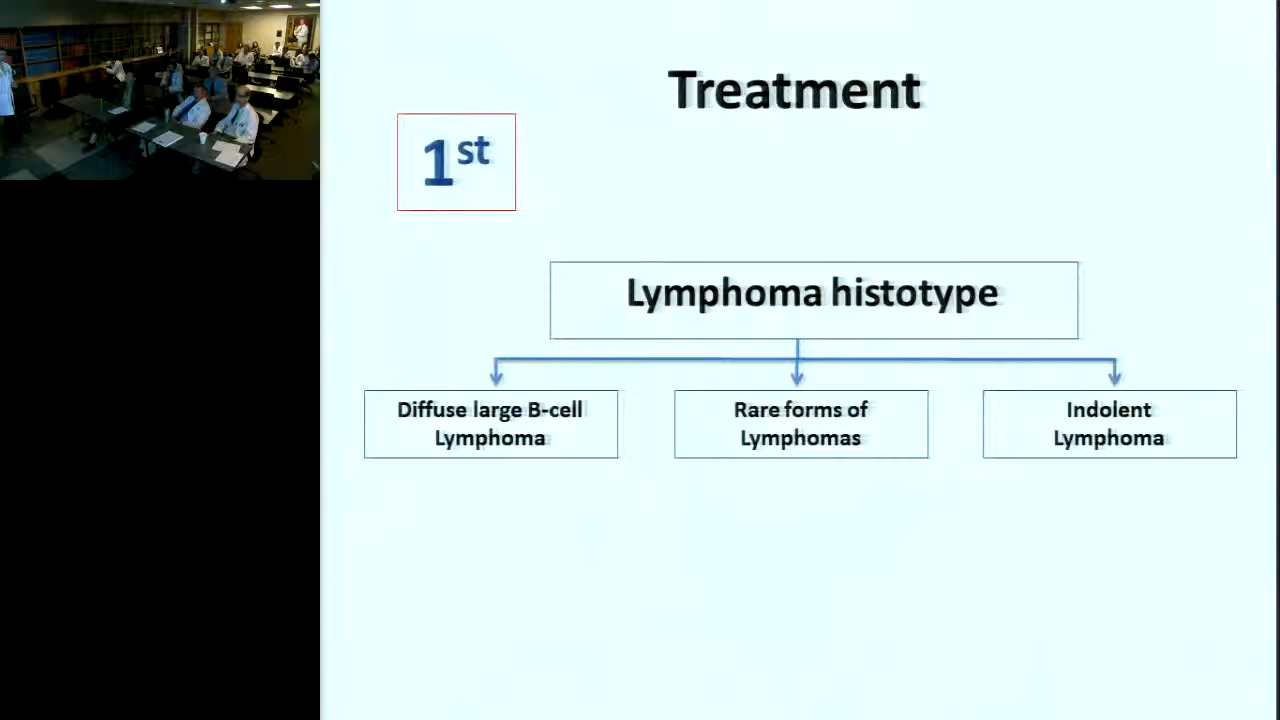 Treatment
1st
Lymphoma histotype
Diffuse large B-cell
Lymphoma
Rare forms of
Lymphomas
Indolent
Lymphoma